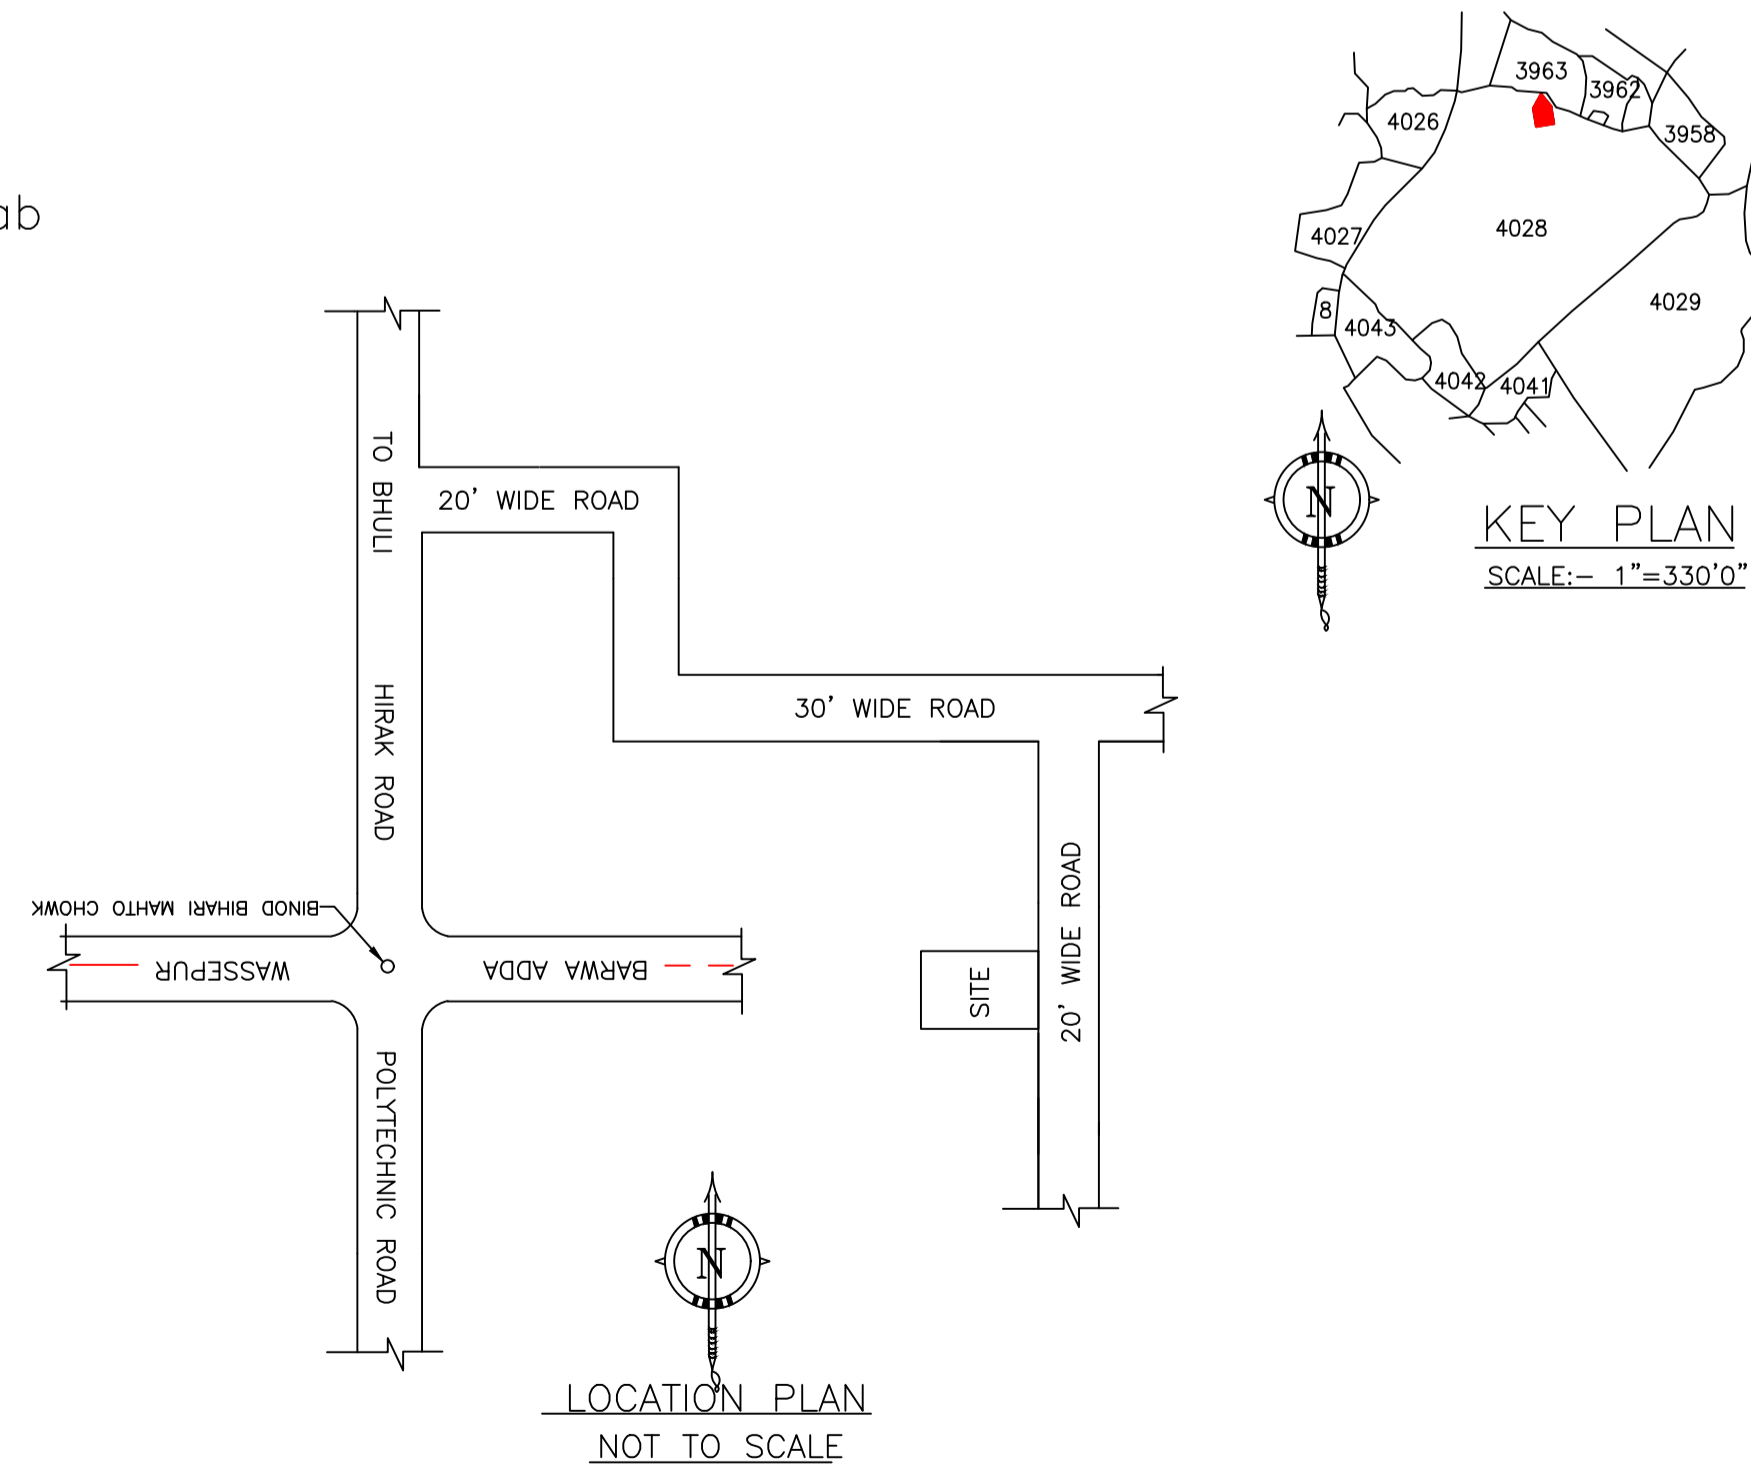 3963
3962
4026
3958
ab
4028
4027
4029
8
4043
4042
4041
TO BHULI
20' WIDE ROAD
N
KEY PLAN
SCALE:- 1"=330'0"
HIRAK ROAD
30' WIDE ROAD
BINOD BIHARI MAHTO CHOWK
WASSEPUR
BARWA ADDA
SITE
20' WIDE ROAD
POLYTECHNIC ROAD
N
LOCATION PLAN
NOT TO SCALE